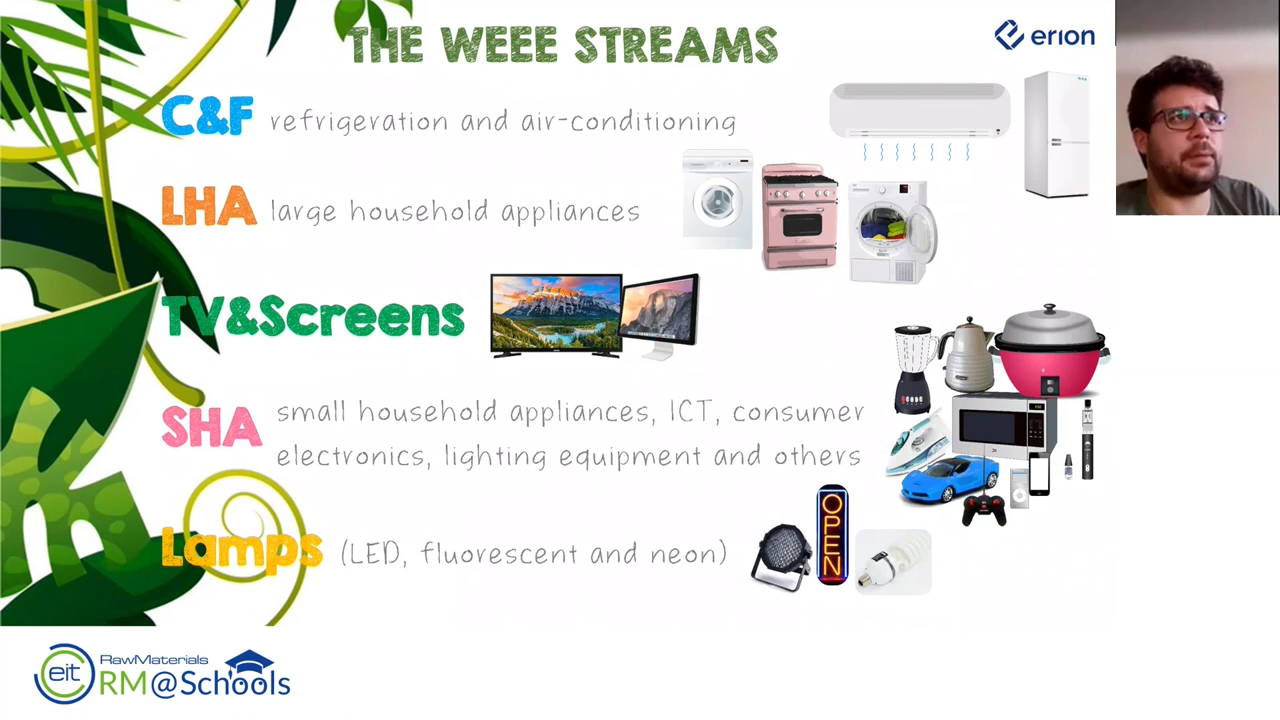 THE WEEE STREAMS
erion
C&F refrigeration and air-conditioning
LHA large household appliances
TV&Screens
SHA small household appliances, ICT, consumer
electronics, lighting equipment and others
OPEN
Lamps (LED, fluorescent and neon)
eit RawMaterials
RM@Schools